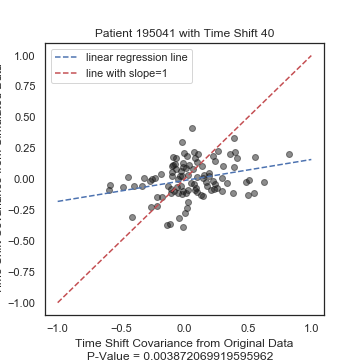 Patient 195041 with Time Shift 40
linear regression line
line with slope=1
1.00
0.75
0.50
0.25
0.00
−0.25
−0.50
−0.75
−1.00
−1.0
−0.5
0.0
0.5
1.0
Time Shift Covariance from Original Data
P-Value = 0.003872069919595962